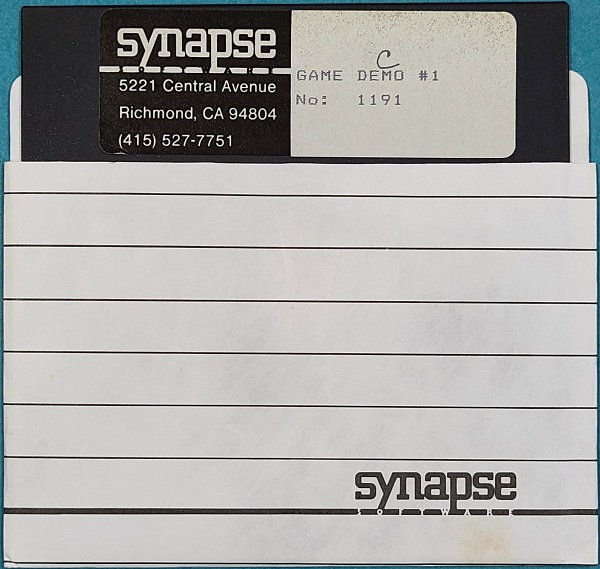 synapse
SOFTWARE
5221 Central Avenue
Richmond, CA 94804
(415) 527-7751
C
GAME DEMO #1
No: 1191
synapse
SOFTWARE